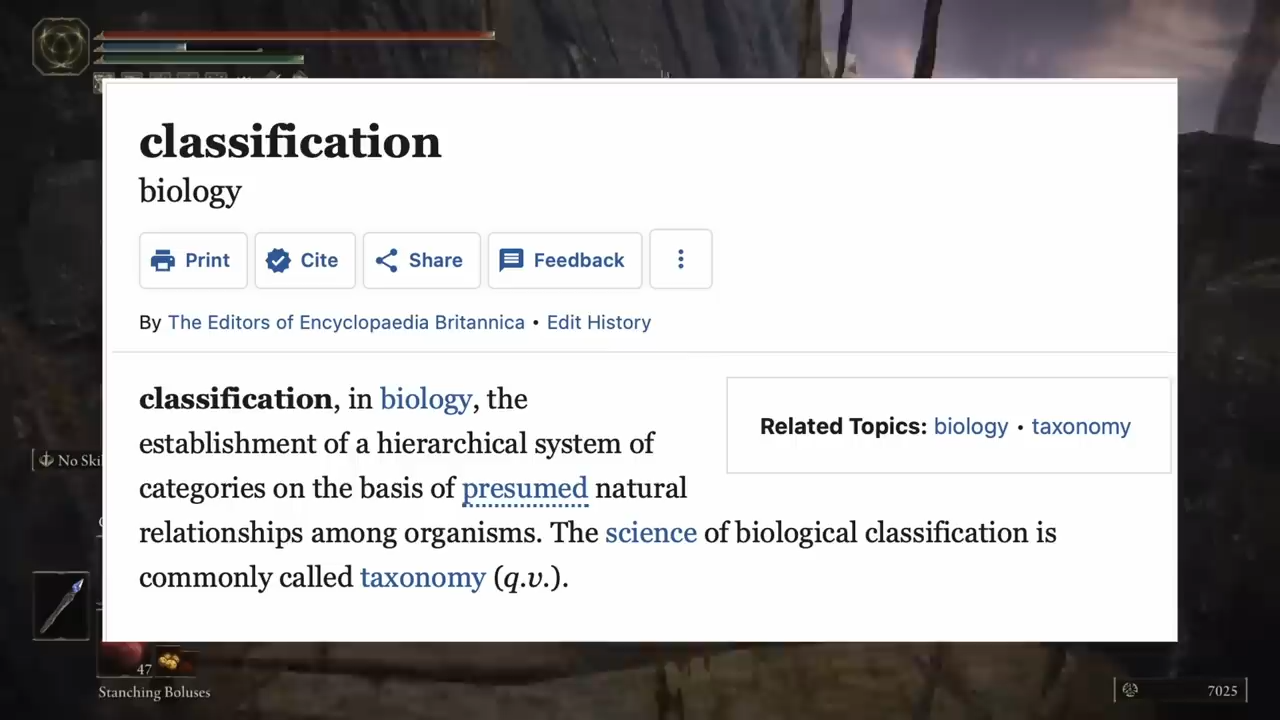 classification
biology
Print Cite Share Feedback
By The Editors of Encyclopaedia Britannica • Edit History
classification, in biology, the
establishment of a hierarchical system of
categories on the basis of presumed natural
relationships among organisms. The science of biological classification is
commonly called taxonomy (q.v.).
Related Topics: biology • taxonomy
No
47
Stanching Boluses
7025